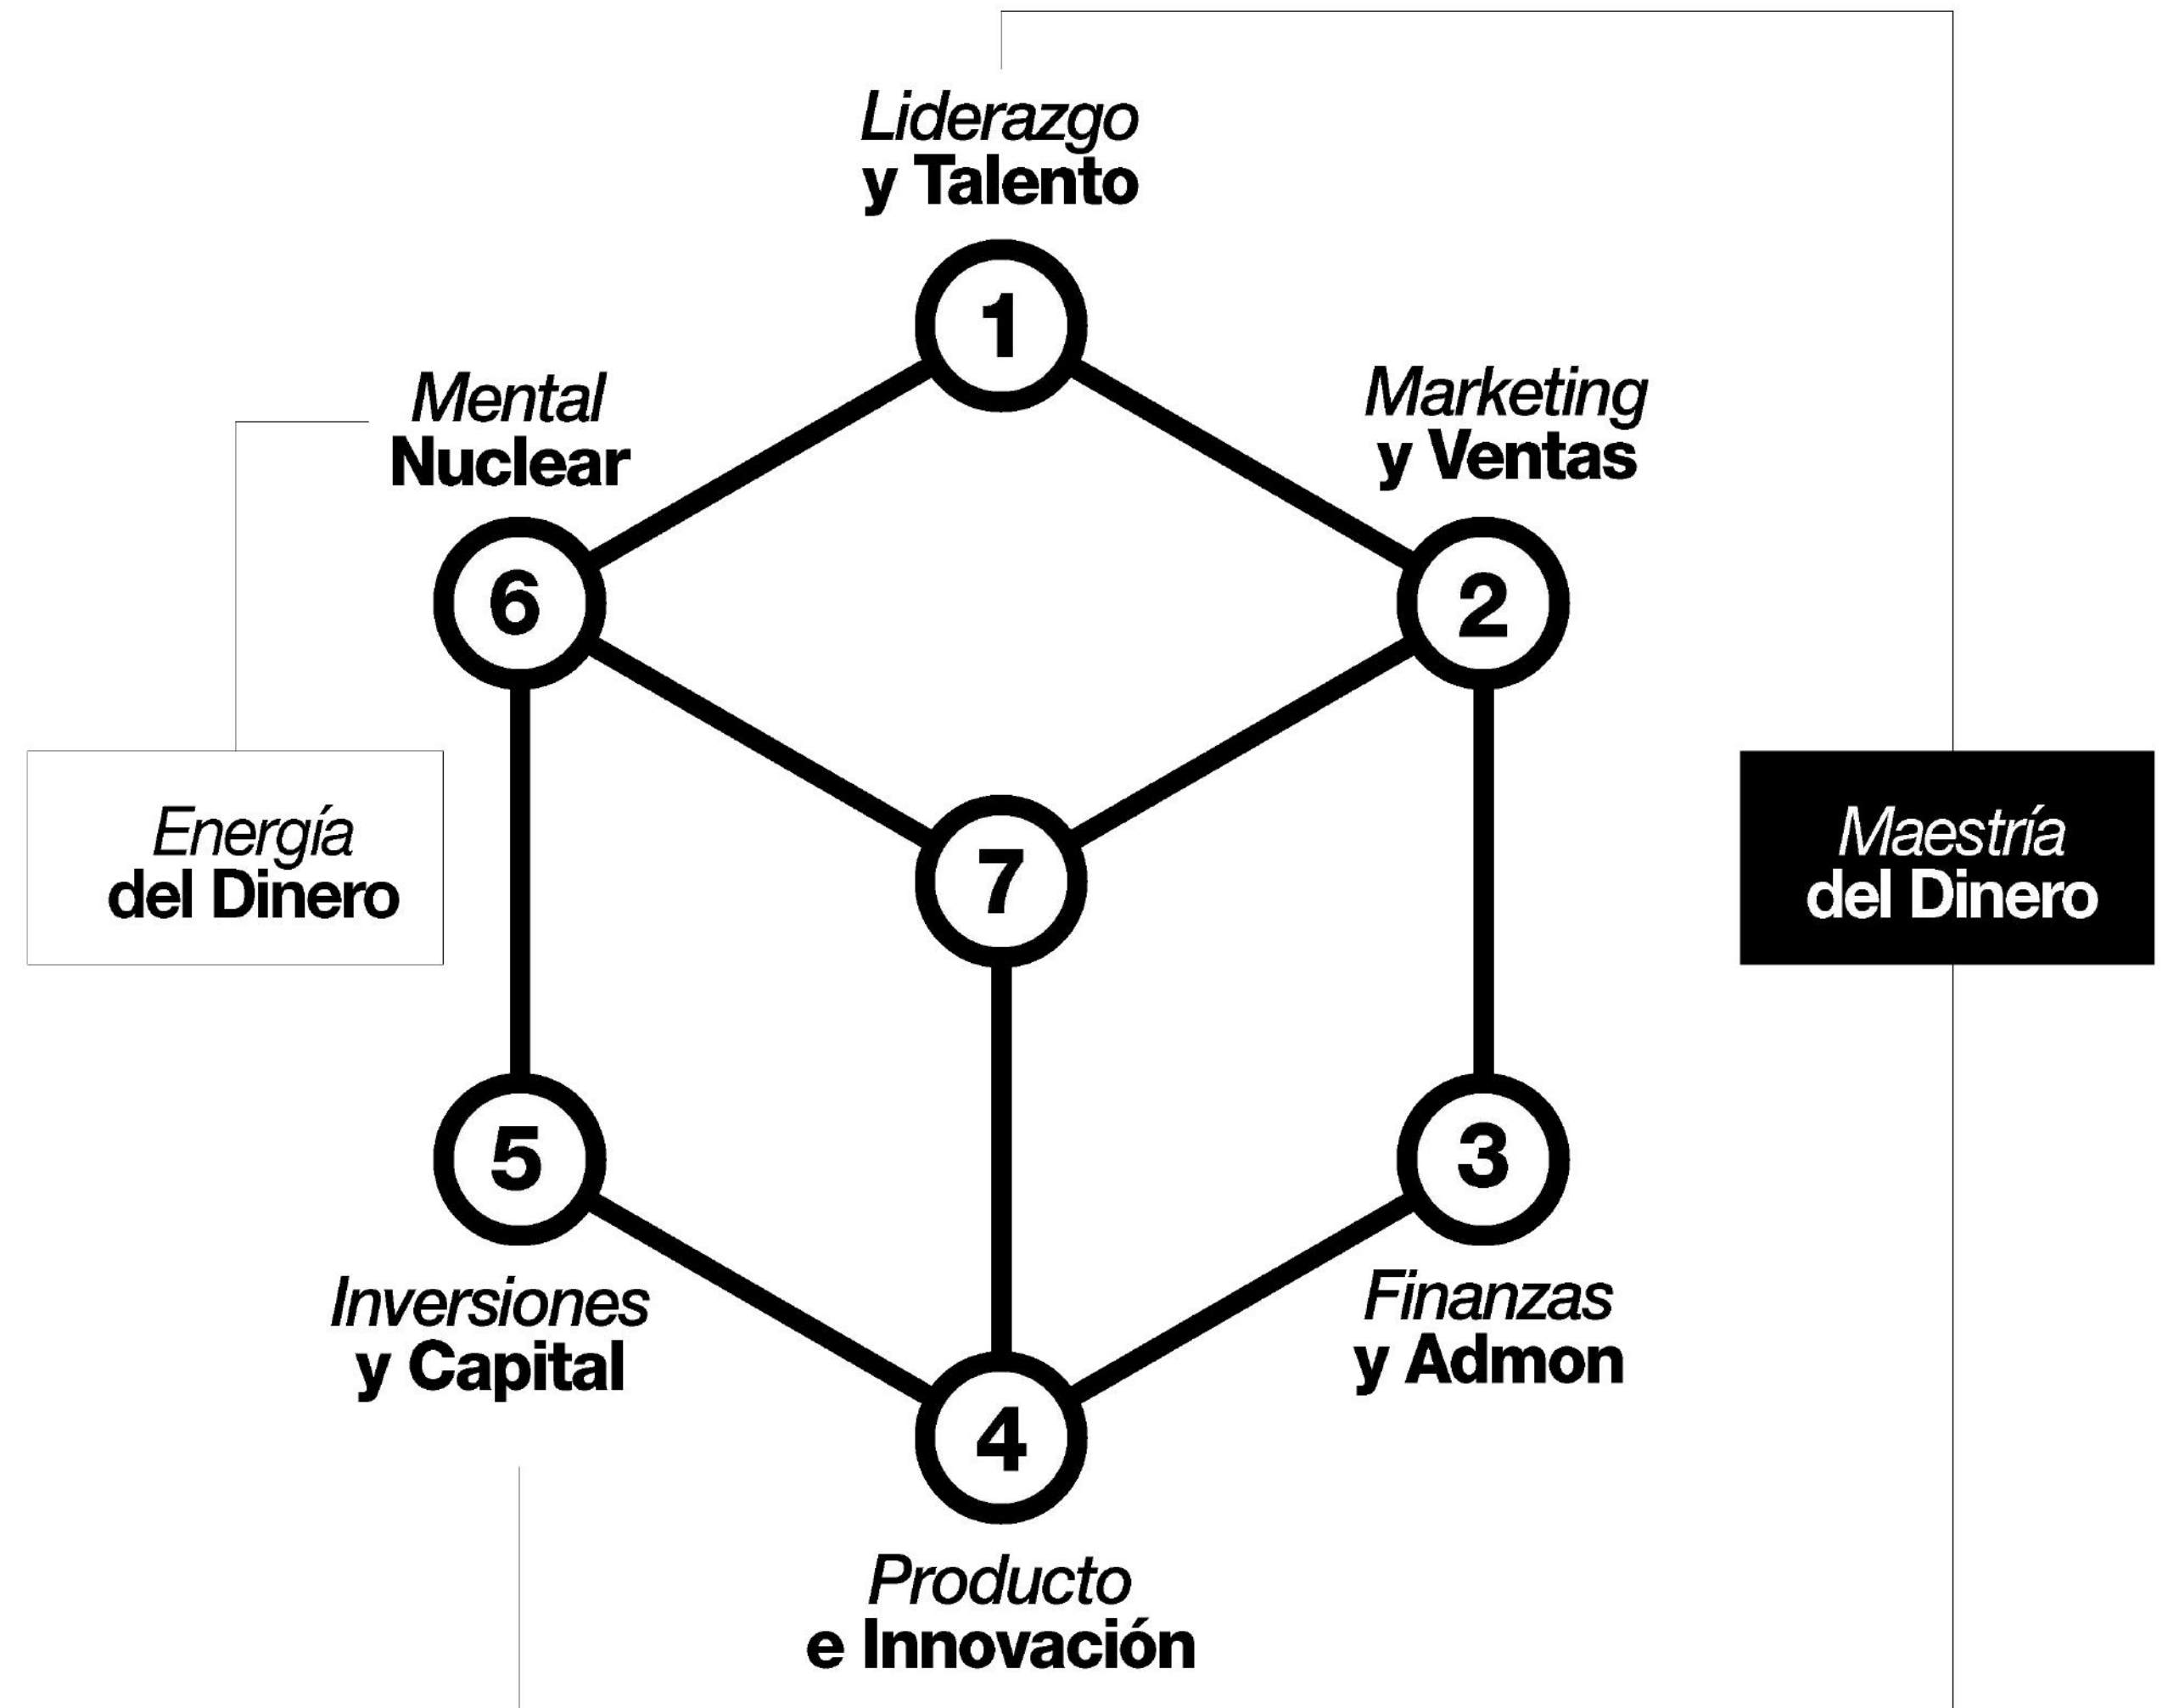 Liderazgo
y Talento
1
Mental
Nuclear
Marketing
y Ventas
6
2
Energía
del Dinero
7
Maestría
del Dinero
5
3
Inversiones
y Capital
Finanzas
y Admon
4
Producto
e Innovación